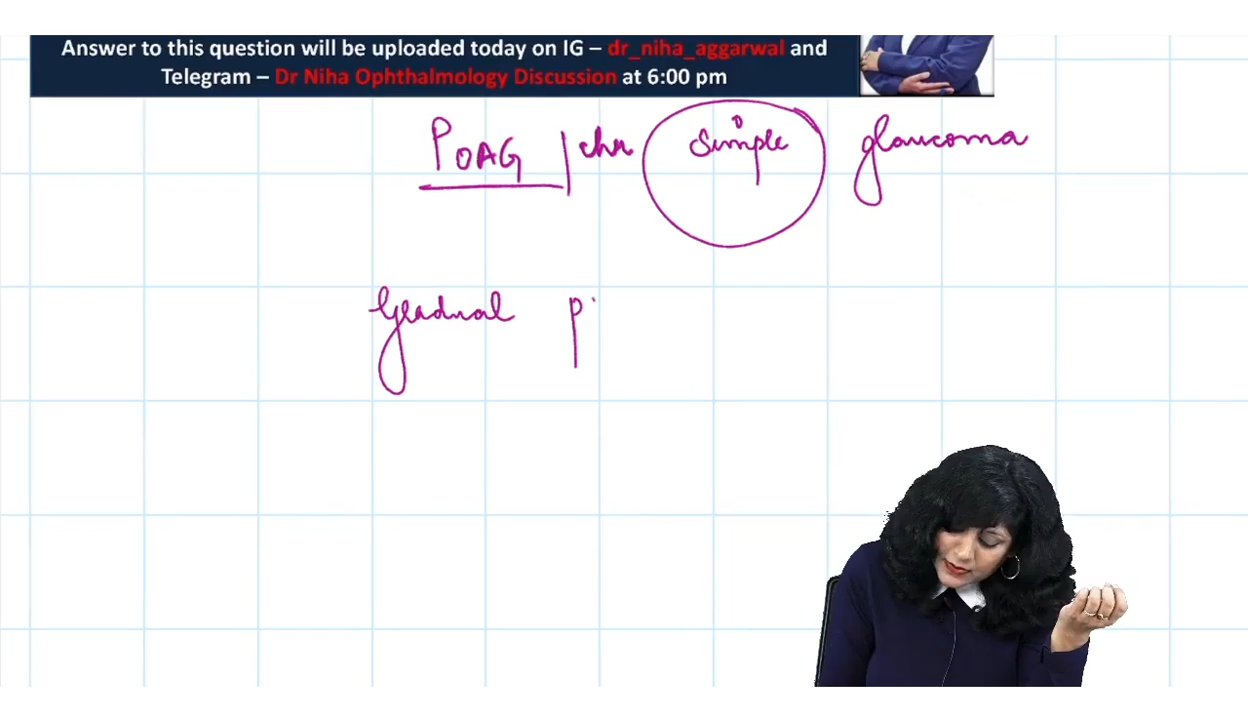 Answer to this question will be uploaded today on IG – dr_niha_aggarwal and
Telegram – Dr Niha Ophthalmology Discussion at 6:00 pm
POAG | chr simple glaucoma
Gradual p